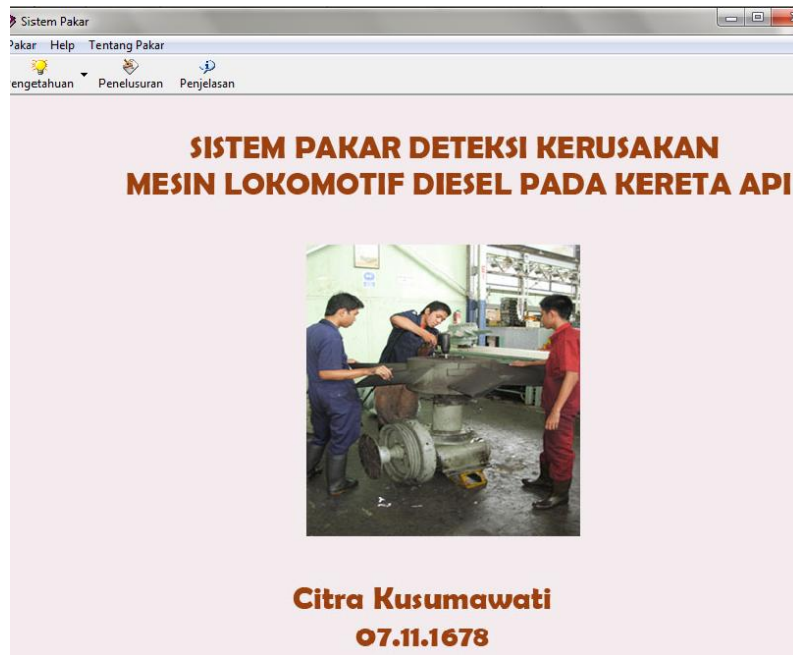 Sistem Pakar
Pakar Help Tentang Pakar
engetahuan Penelusuran Penjelasan
SISTEM PAKAR DETEKSI KERUSAKAN
MESIN LOKOMOTIF DIESEL PADA KERETA API
Citra Kusumawati
07.11.1678